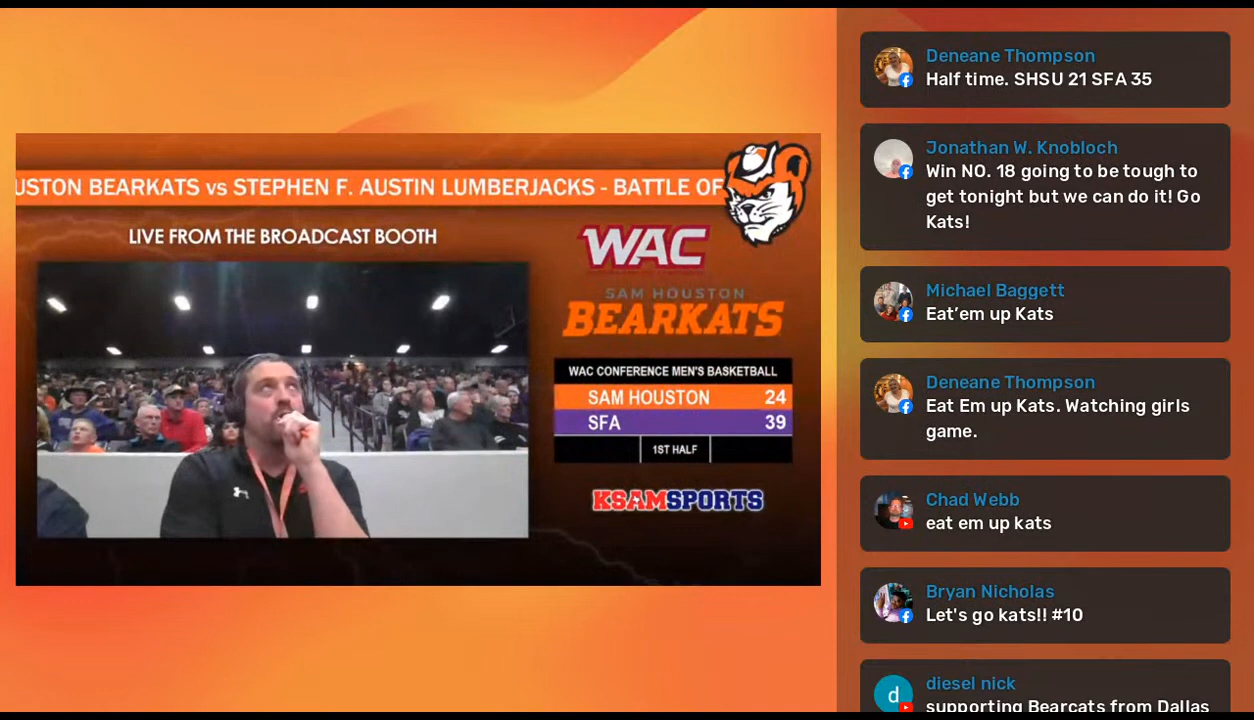 USTON BEARKATS vs STEPHEN F. AUSTIN LUMBERJACKS - BATTLE OF
LIVE FROM THE BROADCAST BOOTH
WAC
SAM HOUSTON
BEARKATS
WAC CONFERENCE MEN'S BASKETBALL
SAM HOUSTON 24
SFA 39
1ST HALF
KSAMSPORTS
Deneane Thompson
Half time. SHSU 21 SFA 35
Jonathan W. Knobloch
Win NO. 18 going to be tough to
get tonight but we can do it! Go
Kats!
Michael Baggett
Eat’em up Kats
Deneane Thompson
Eat Em up Kats. Watching girls
game.
Chad Webb
eat em up kats
Bryan Nicholas
Let's go kats!! #10
d
diesel nick
supporting Bearcats from Dallas